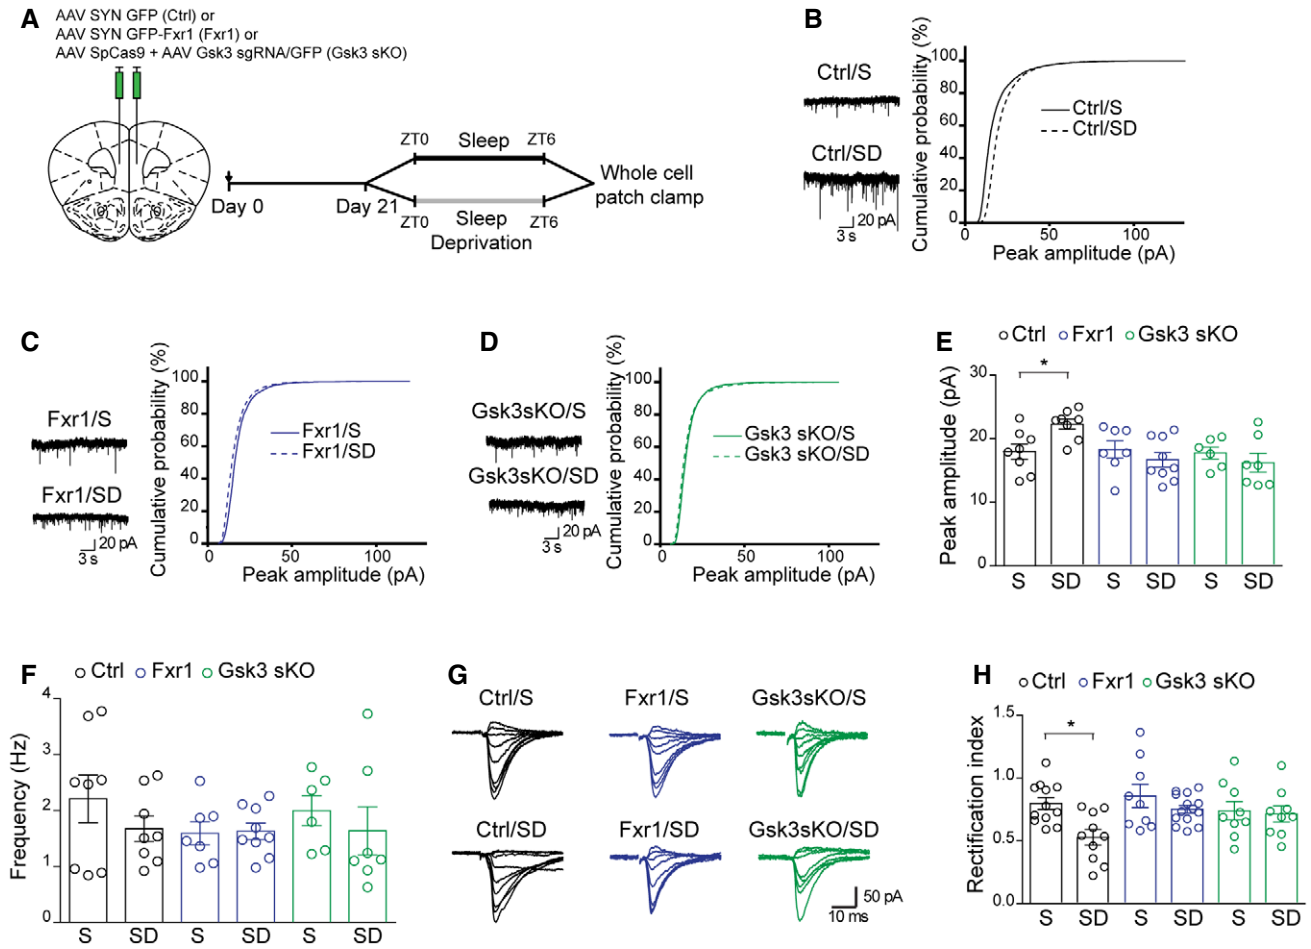 A
AAV SYN GFP (Ctrl) or
AAV SYN GFP-Fxr1 (Fxr1) or
AAV SpCas9 + AAV Gsk3 sgRNA/GFP (Gsk3 sKO)
ZT0 Sleep ZT6
Day 0 Day 21
ZT0 Sleep ZT6
Deprivation
Whole cell
patch clamp
B
Ctrl/S
Ctrl/SD
20 pA
3 s
Cumulative probability (%)
100
80
60
40
20
0
Ctrl/S
Ctrl/SD
0 50 100
Peak amplitude (pA)
C
Fxr1/S
Fxr1/SD
20 pA
3 s
Cumulative probability (%)
100
80
60
40
20
0
Fxr1/S
Fxr1/SD
0 50 100
Peak amplitude (pA)
D
Gsk3sKO/S
Gsk3sKO/SD
20 pA
3 s
Cumulative probability (%)
100
80
60
40
20
0
Gsk3 sKO/S
Gsk3 sKO/SD
0 50 100
Peak amplitude (pA)
E
Ctrl Fxr1 Gsk3 sKO
Peak amplitude (pA)
30
20
10
0
*
S SD S SD S SD
F
Ctrl Fxr1 Gsk3 sKO
Frequency (Hz)
4
3
2
1
0
S SD S SD S SD
G
Ctrl/S Fxr1/S Gsk3sKO/S
Ctrl/SD Fxr1/SD Gsk3sKO/SD
50 pA
10 ms
H
Ctrl Fxr1 Gsk3 sKO
Rectification index
1.5
1.0
0.5
0.0
*
S SD S SD S SD